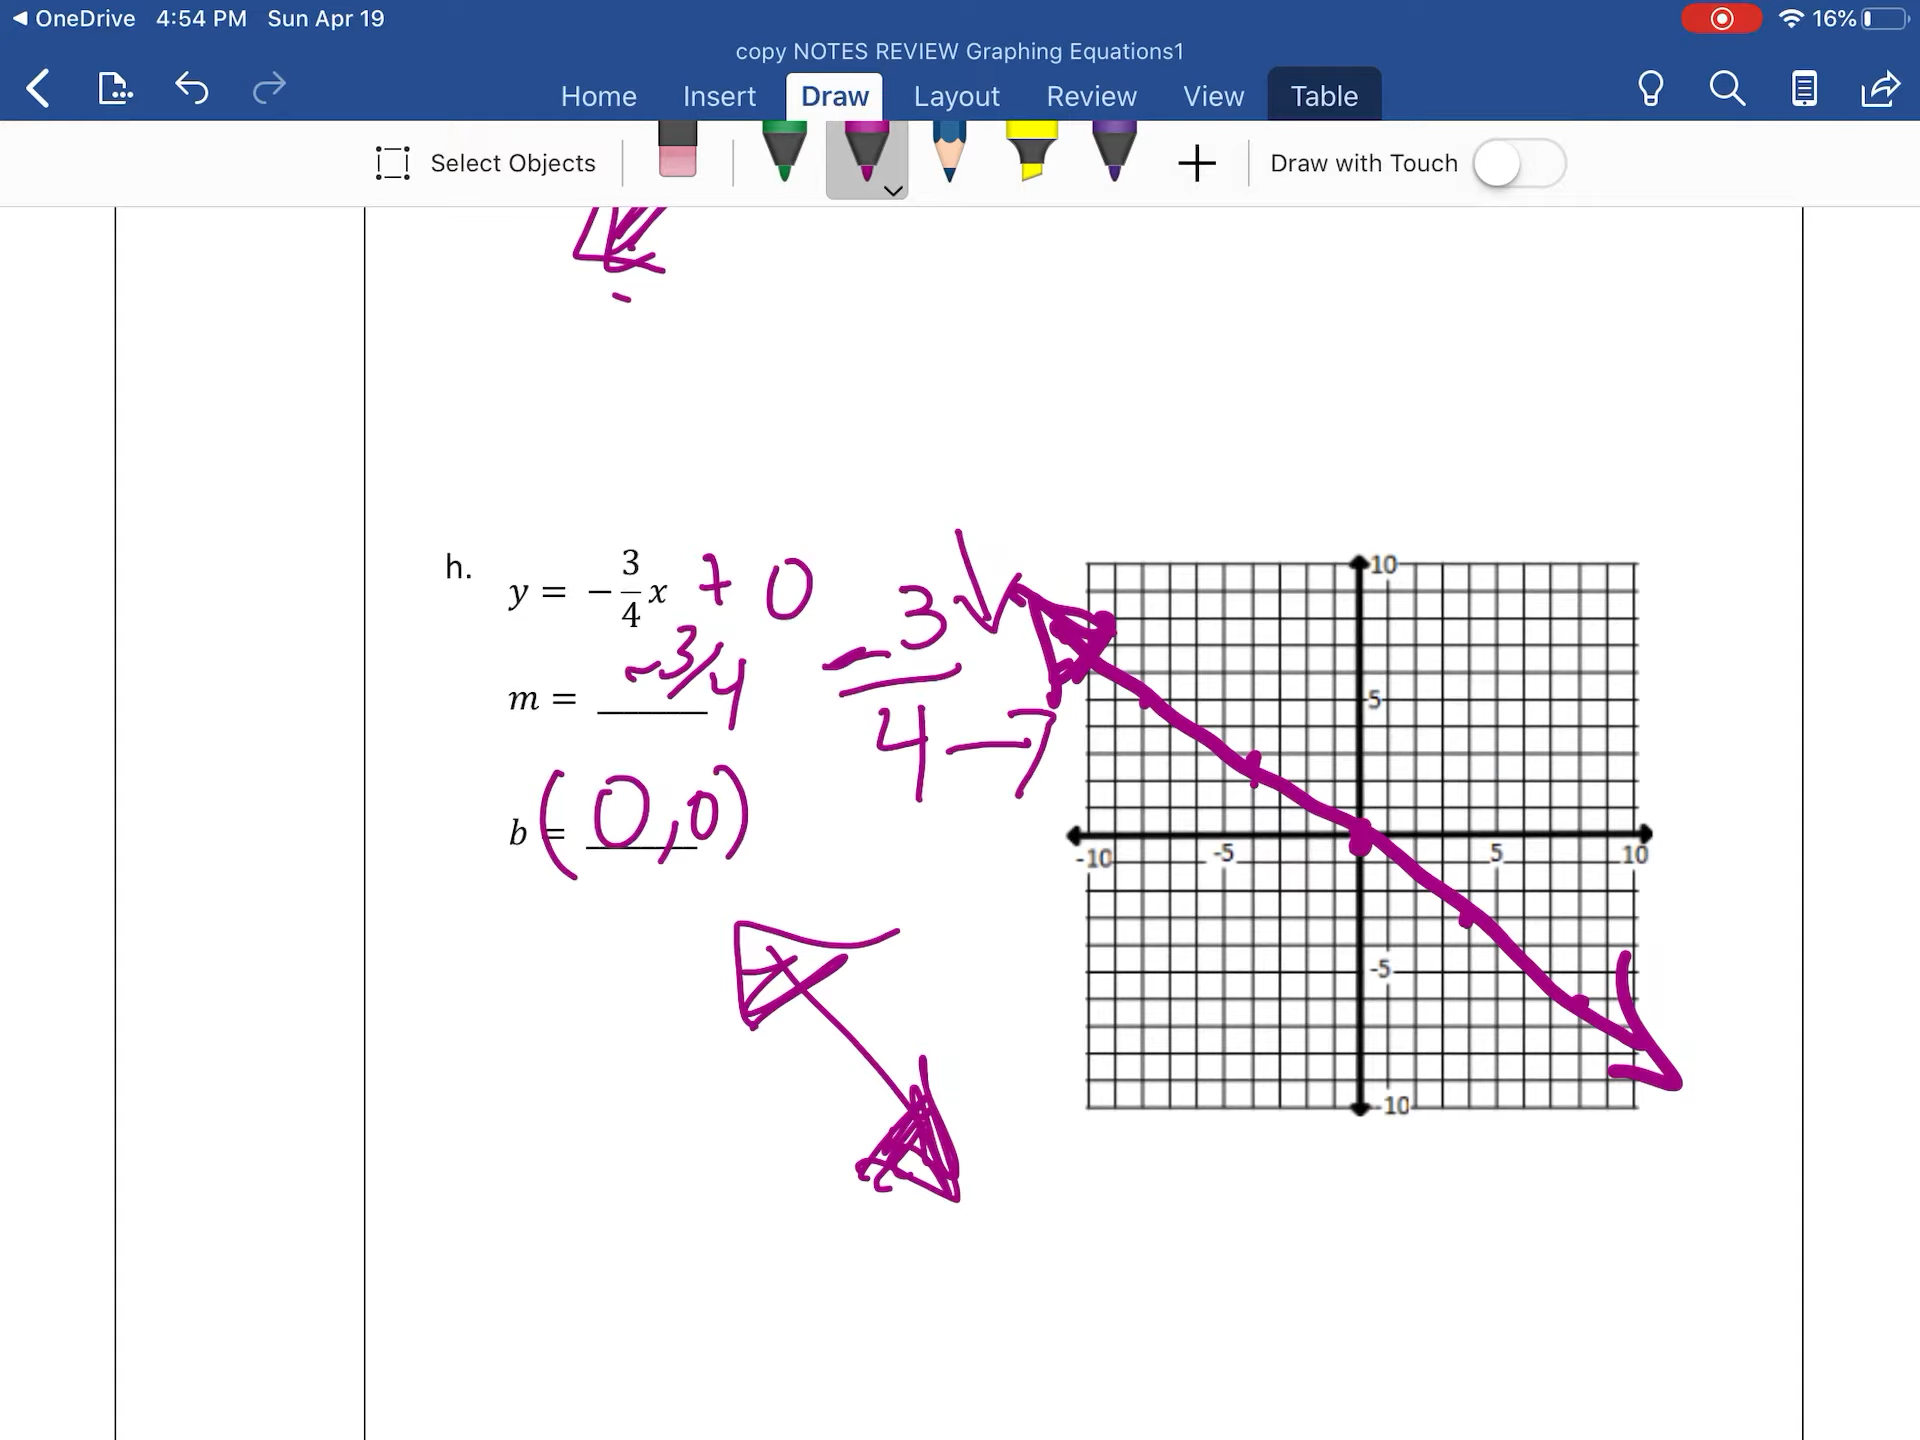 OneDrive 4:54 PM Sun Apr 19 16%
copy NOTES REVIEW Graphing Equations1
Home Insert Draw Layout Review View Table
Select Objects Draw with Touch
h. y = -3/4 x + 0
m = -3/4
-3/4
b = (0,0)
10
5
-10 -5 5 10
-5
-10